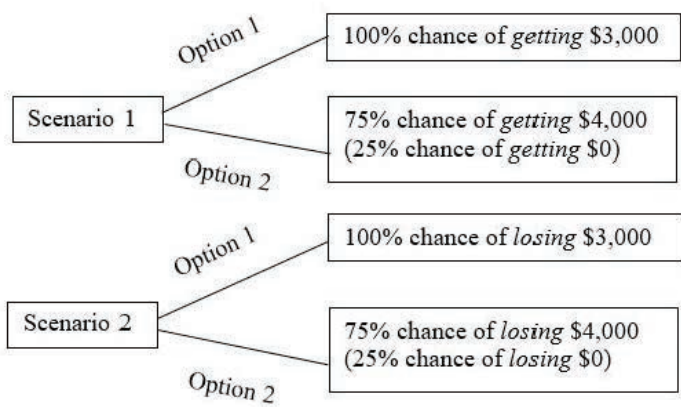 Option 1
100% chance of getting $3,000
Scenario 1
75% chance of getting $4,000
(25% chance of getting $0)
Option 2
Option 1
100% chance of losing $3,000
Scenario 2
75% chance of losing $4,000
(25% chance of losing $0)
Option 2